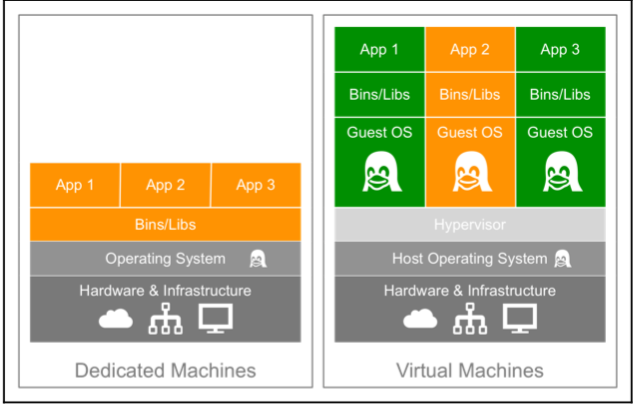 App 1 App 2 App 3
Bins/Libs
Operating System
Hardware & Infrastructure
Dedicated Machines
App 1 App 2 App 3
Bins/Libs Bins/Libs Bins/Libs
Guest OS Guest OS Guest OS
Hypervisor
Host Operating System
Hardware & Infrastructure
Virtual Machines